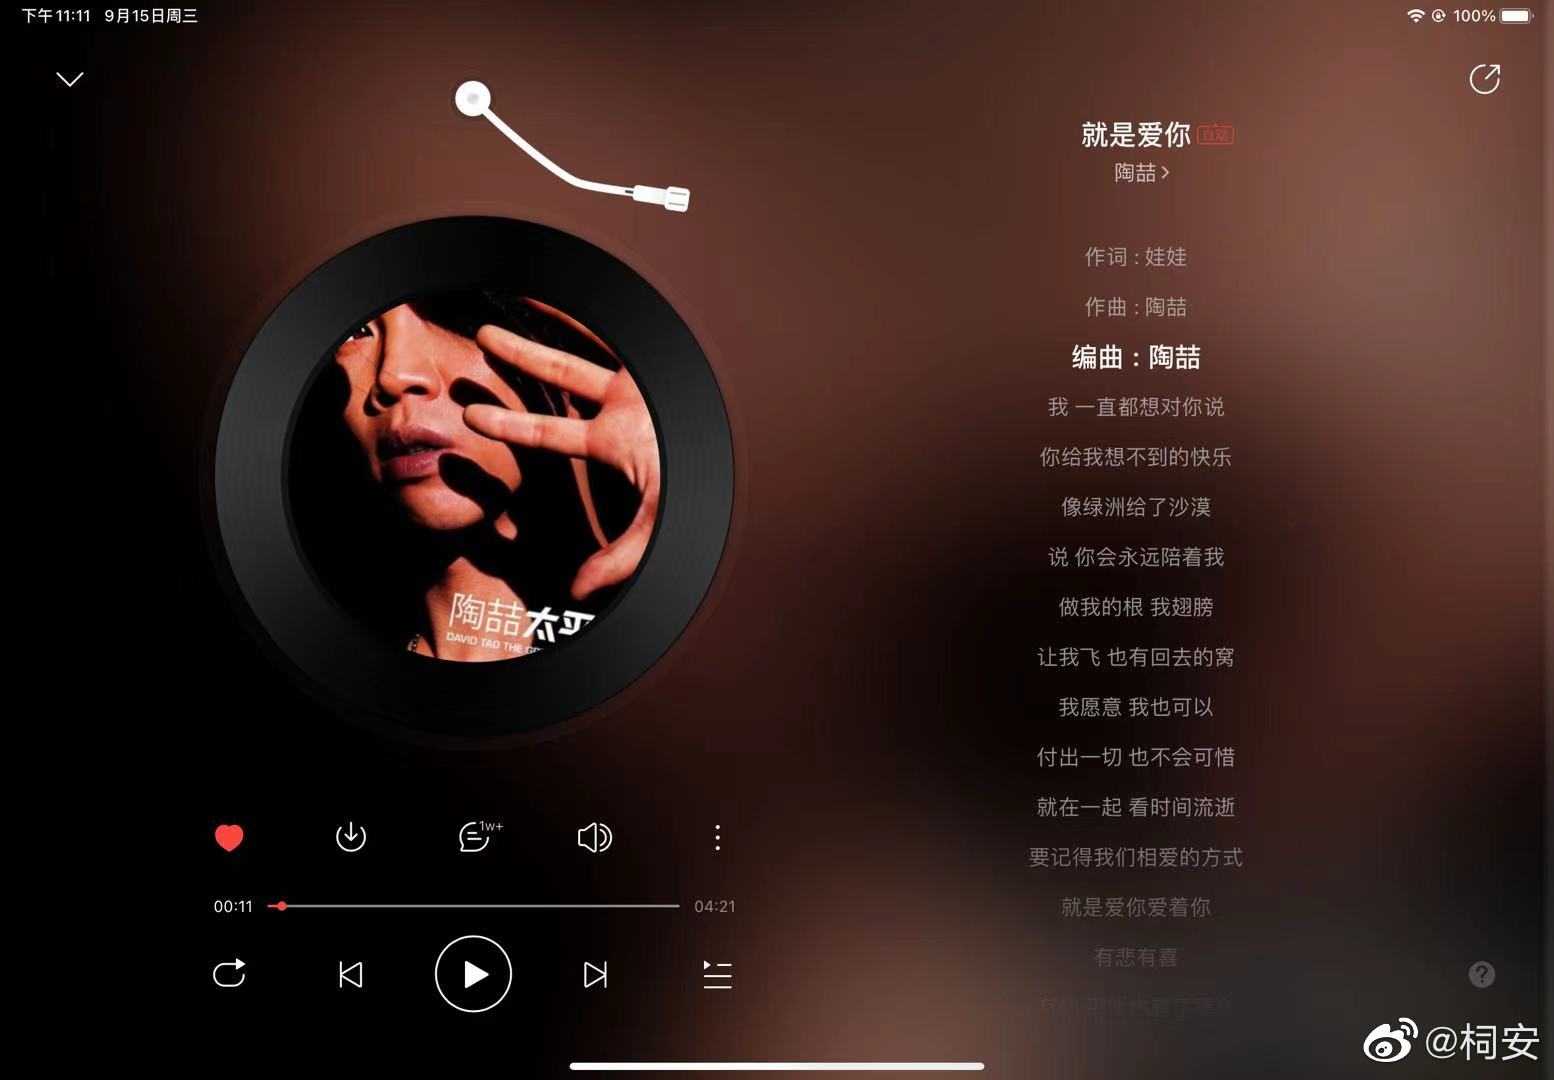 下午11:11 9月15日周三
100%
就是爱你
陶喆
作词 : 娃娃
作曲 : 陶喆
编曲 : 陶喆
我 一直都想对你说
你给我想不到的快乐
像绿洲给了沙漠
说 你会永远陪着我
做我的根 我翅膀
让我飞 也有回去的窝
我愿意 我也可以
付出一切 也不会可惜
就在一起 看时间流逝
要记得我们相爱的方式
就是爱你爱着你
有悲有喜
陶喆太平
DAVID TAO THE
1w+
00:11
04:21
@柯安